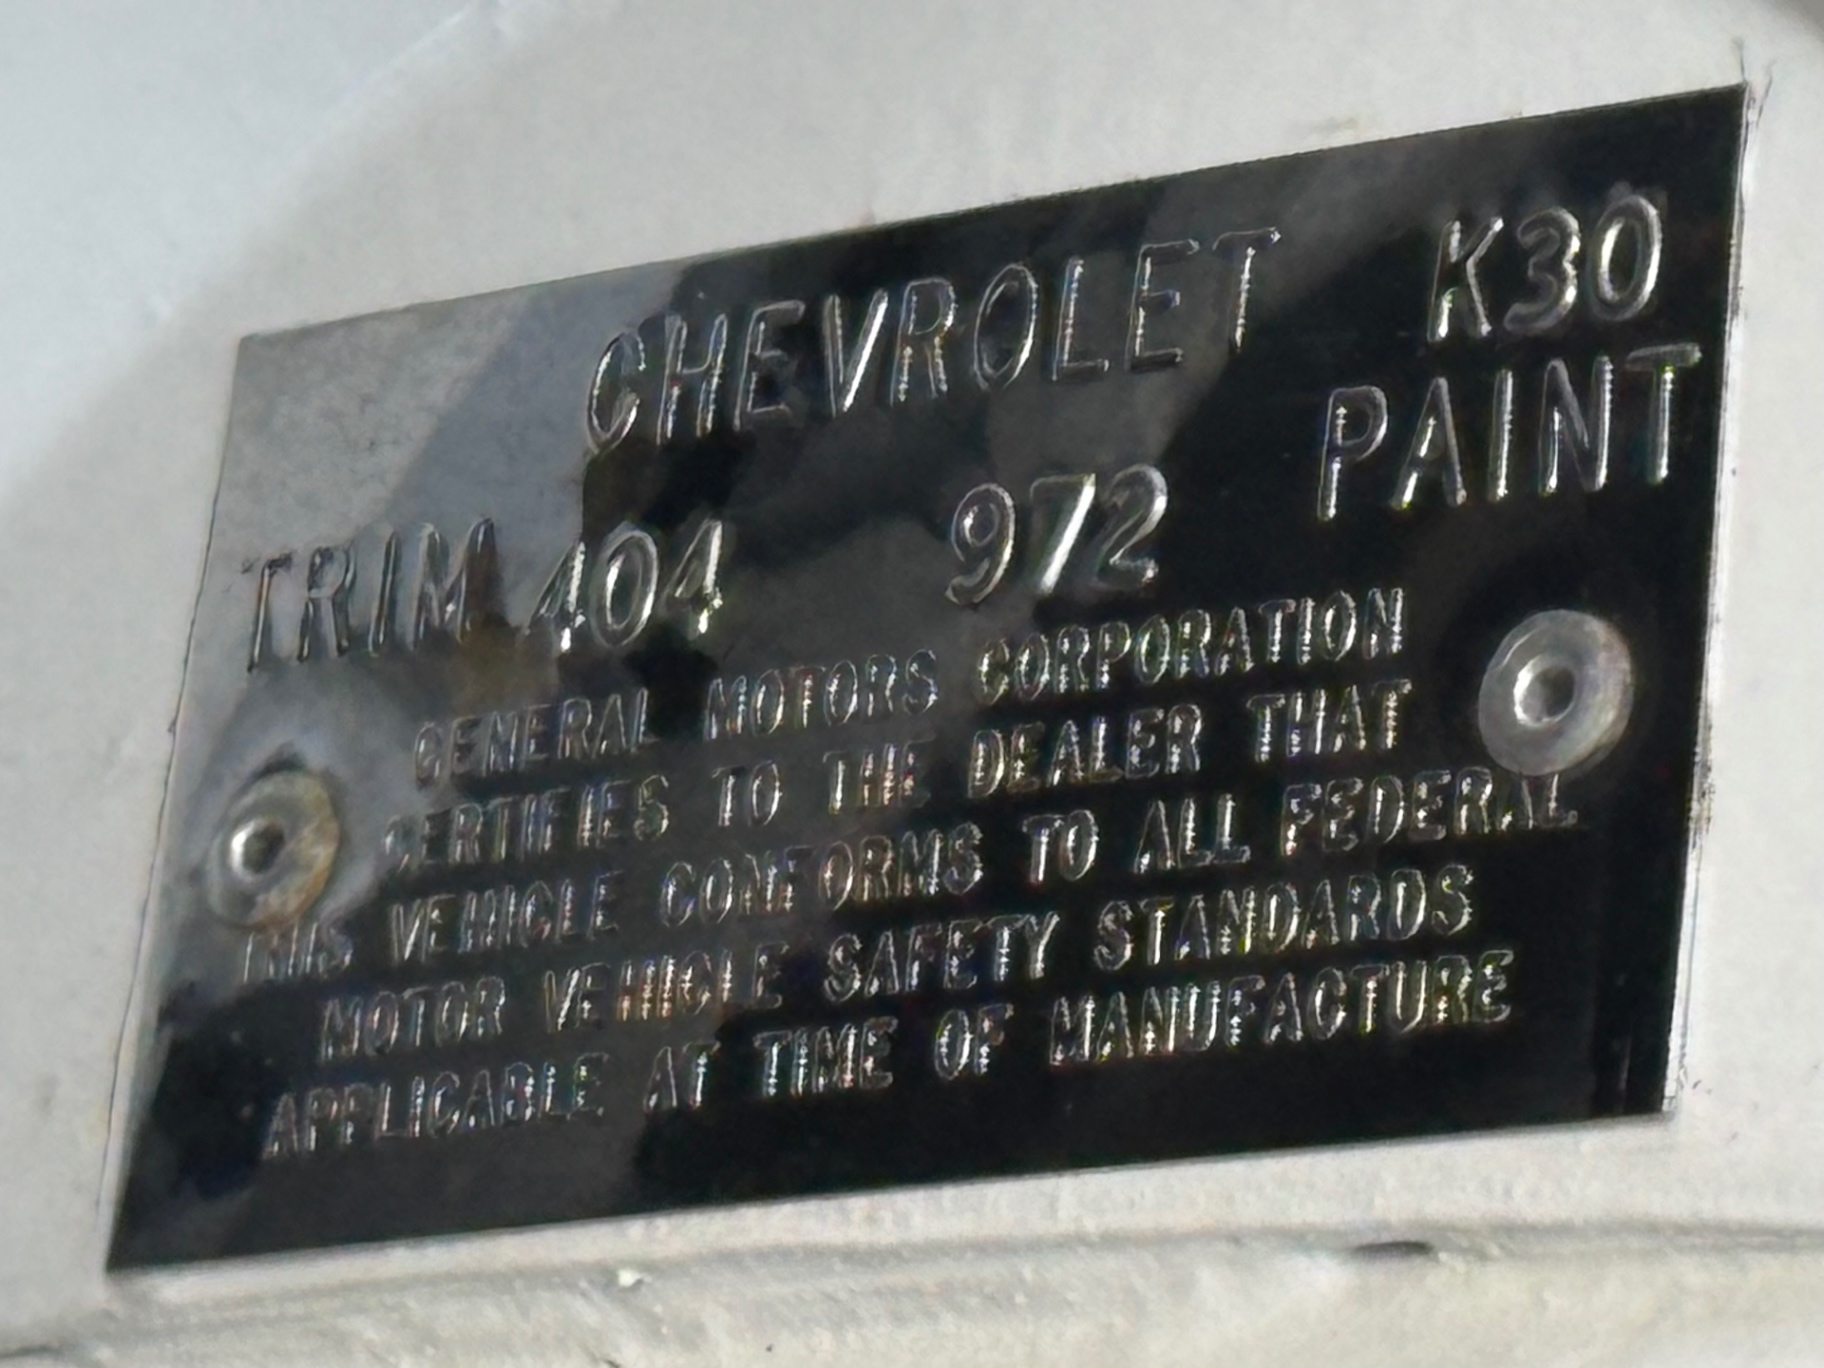 CHEVROLET K30
TRIM 404 972 PAINT
GENERAL MOTORS CORPORATION
CERTIFIES TO THE DEALER THAT
THIS VEHICLE CONFORMS TO ALL FEDERAL
MOTOR VEHICLE SAFETY STANDARDS
APPLICABLE AT TIME OF MANUFACTURE